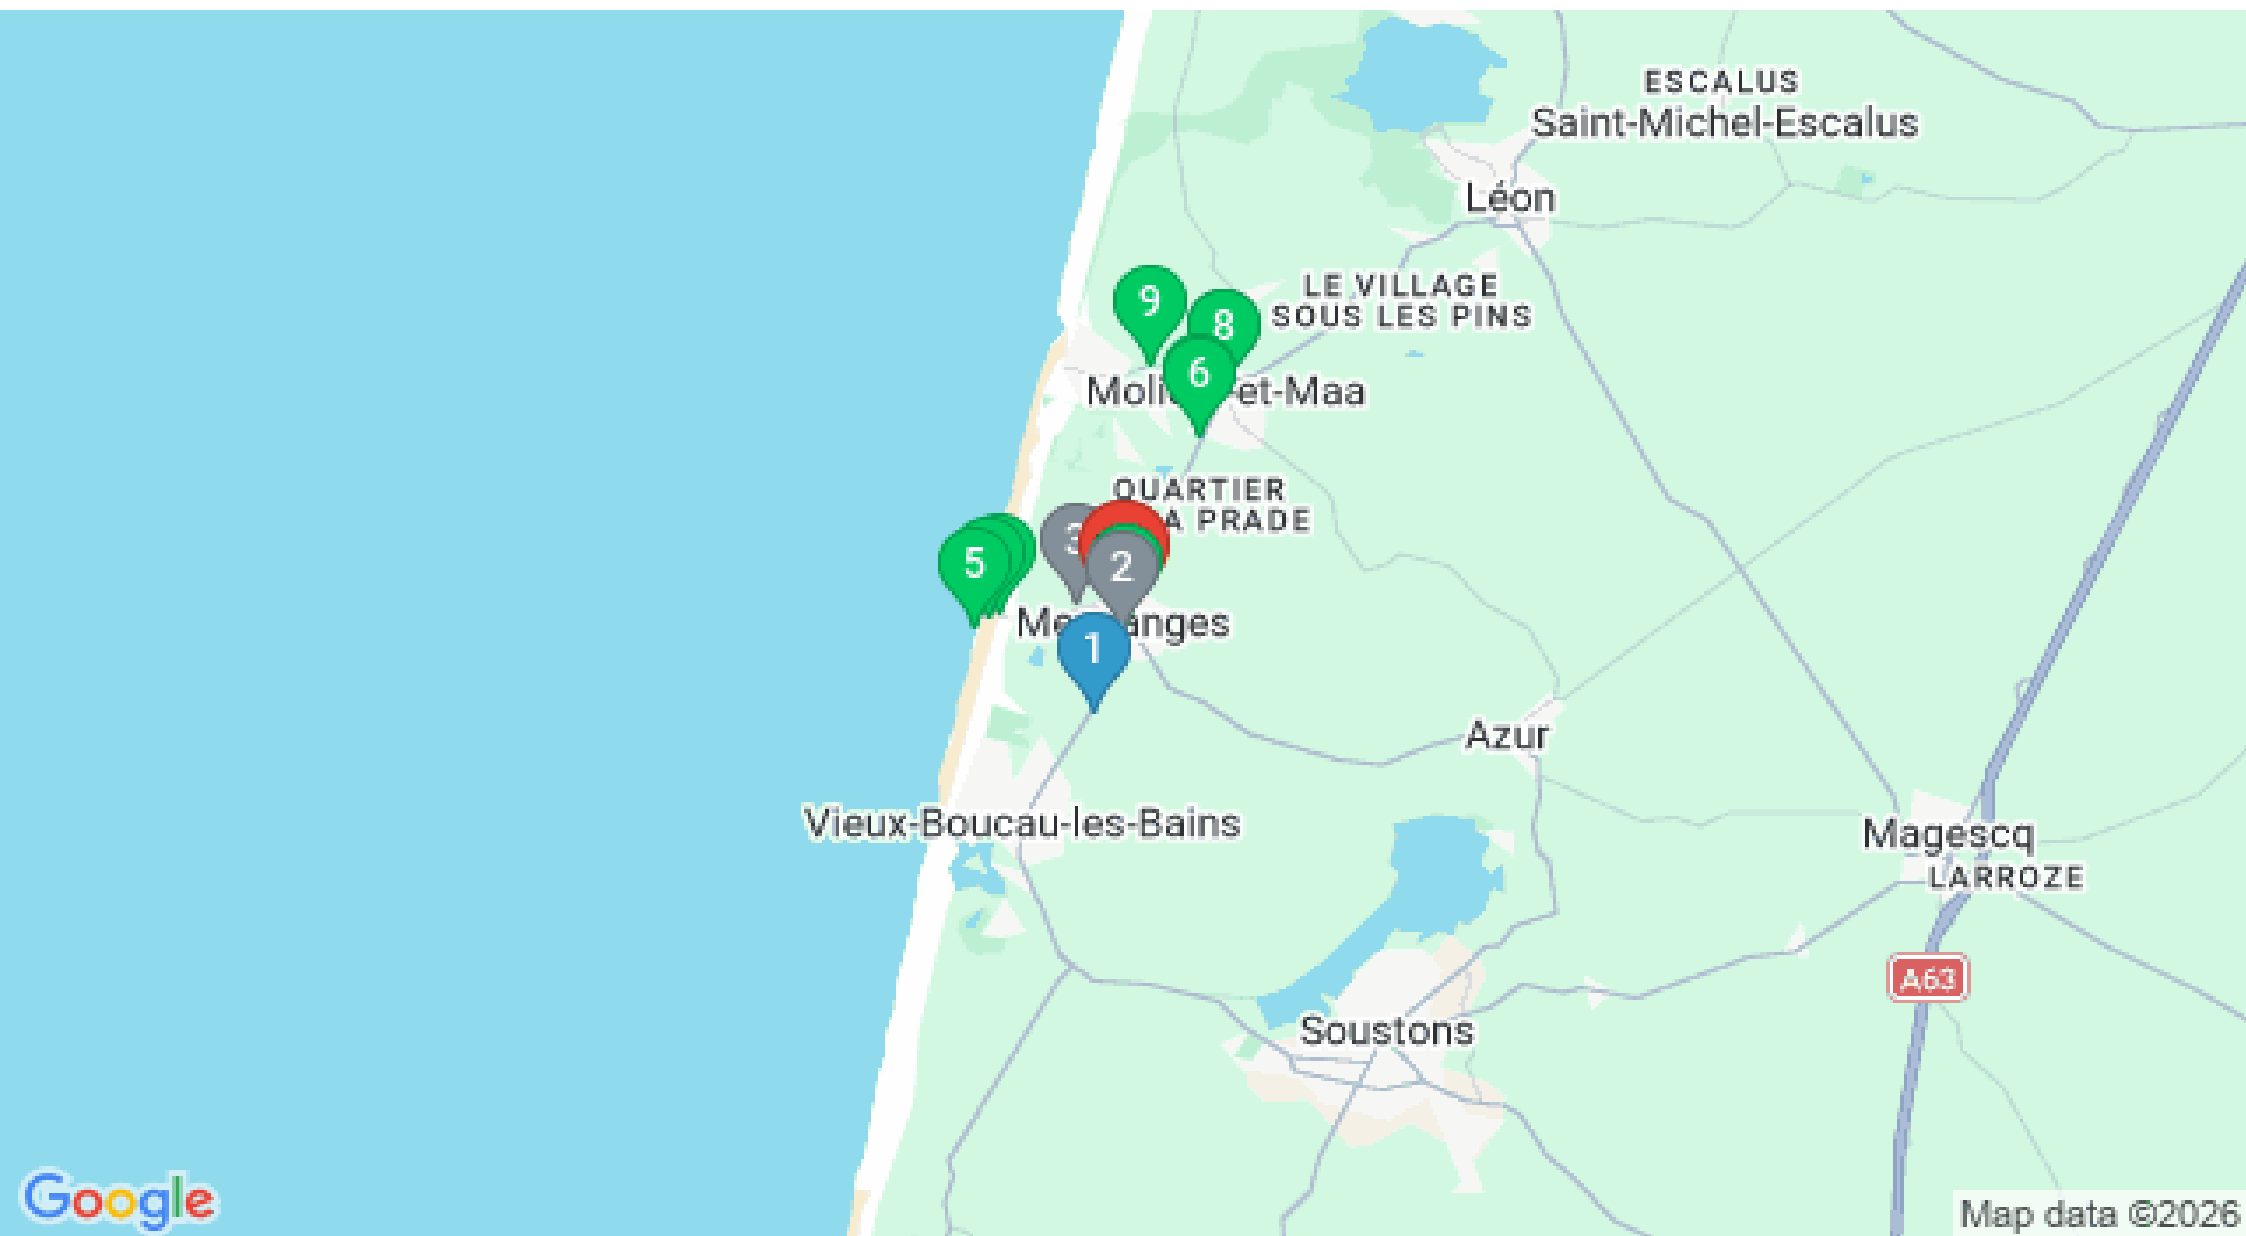 ESCALUS
Saint-Michel-Escalus
Léon
LE VILLAGE
SOUS LES PINS
9
8
6
et-Maa
QUARTIER
PRADE
3
2
5
1
Azur
Vieux-Boucau-les-Bains
Magescq
LARROZE
A63
Soustons
Google
Map data ©2026